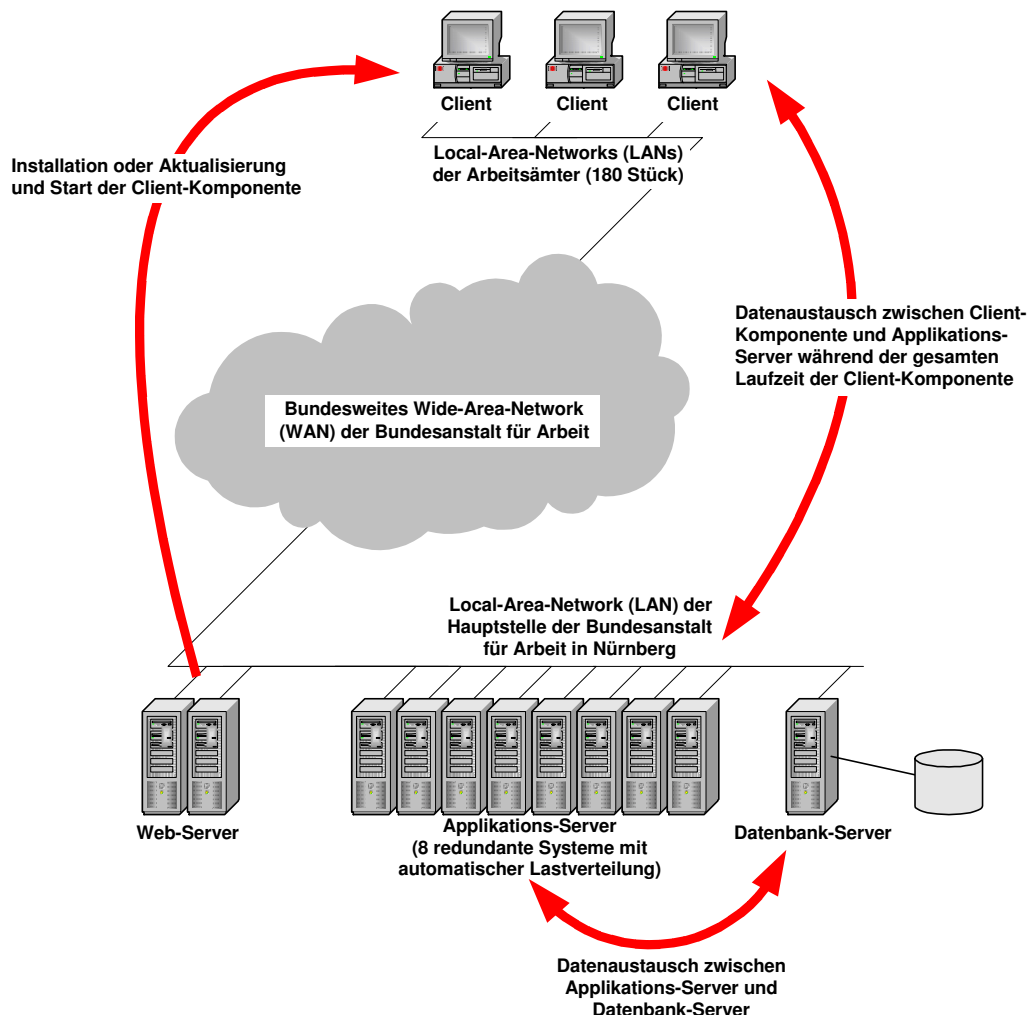 Client
Client
Client
Local-Area-Networks (LANs)
der Arbeitsämter (180 Stück)
Installation oder Aktualisierung
und Start der Client-Komponente
Datenaustausch zwischen Client-
Komponente und Applikations-
Server während der gesamten
Laufzeit der Client-Komponente
Bundesweites Wide-Area-Network
(WAN) der Bundesanstalt für Arbeit
Local-Area-Network (LAN) der
Hauptstelle der Bundesanstalt
für Arbeit in Nürnberg
Web-Server
Applikations-Server
(8 redundante Systeme mit
automatischer Lastverteilung)
Datenbank-Server
Datenaustausch zwischen
Applikations-Server und
Datenbank-Server